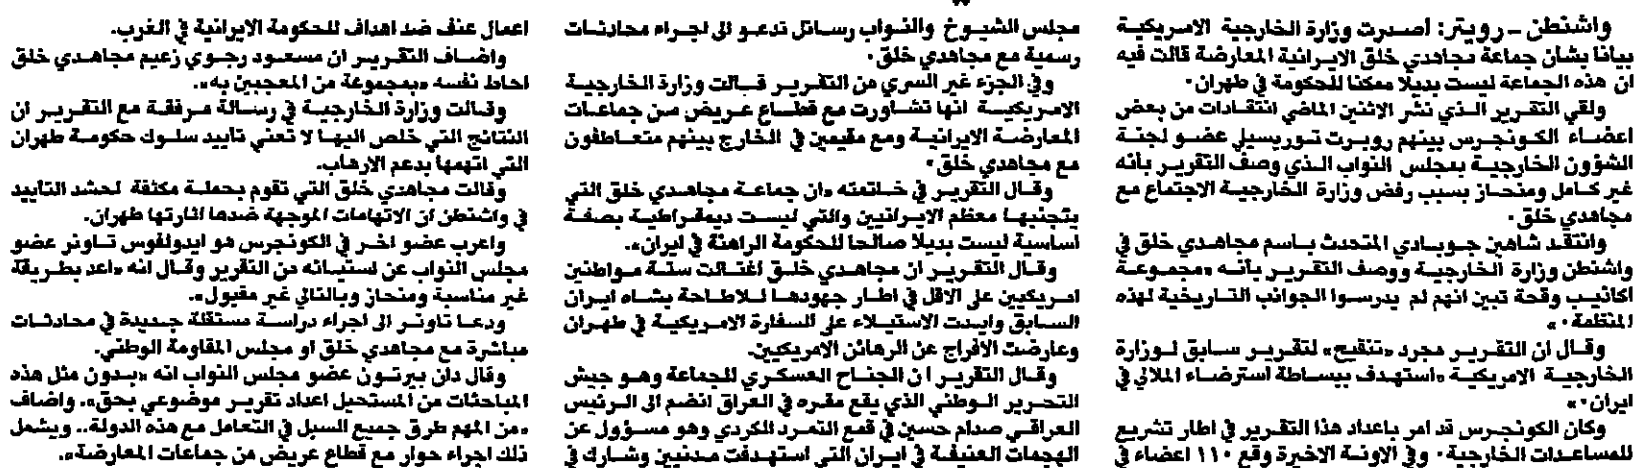 واشنطن - رويتر: أصدرت وزارة الخارجية الامريكية
بيانا بشأن جماعة مجاهدي خلق الايرانية المعارضة قالت فيه
ان هذه الجماعة ليست بديلا ممكنا للحكومة في طهران.
ولقي التقرير الذي نشر الاثنين الماضي انتقادات من بعض
اعضاء الكونجرس بينهم روبرت توريسيلي عضو لجنة
الشؤون الخارجية بمجلس النواب الذي وصف التقرير بأنه
غير كامل ومنحاز بسبب رفض وزارة الخارجية الاجتماع مع
مجاهدي خلق.
وانتقد شاهين جوبادي المتحدث باسم مجاهدي خلق في
واشنطن وزارة الخارجية ووصف التقرير بأنه «مجموعة
اكاذيب وقحة تبين انهم لم يدرسوا الجوانب التاريخية لهذه
المنظمة.»
وقال ان التقرير مجرد «تنقيح» لتقرير سابق لوزارة
الخارجية الامريكية «استهدف ببساطة استرضاء الملالي في
ايران.»
وكان الكونجرس قد امر باعداد هذا التقرير في اطار تشريع
للمساعدات الخارجية. وفي الاونة الاخيرة وقع ١١٠ اعضاء في
مجلس الشيوخ والنواب رسائل تدعو الى اجراء محادثات
رسمية مع مجاهدي خلق.
وفي الجزء غير السري من التقرير قالت وزارة الخارجية
الامريكية انها تشاورت مع قطاع عريض من جماعات
المعارضة الايرانية ومع مقيمين في الخارج بينهم متعاطفون
مع مجاهدي خلق.
وقال التقرير في خاتمته «ان جماعة مجاهدي خلق التي
يتجنبها معظم الايرانيين والتي ليست ديمقراطية بصفة
اساسية ليست بديلا صالحا للحكومة الراهنة في ايران».
وقال التقرير ان مجاهدي خلق اغتالت ستة مواطنين
امريكيين على الاقل في اطار جهودها للاطاحة بشاه ايران
السابق وايدت الاستيلاء على السفارة الامريكية في طهران
وعارضت الافراج عن الرهائن الامريكيين.
وقال التقرير ان الجناح العسكري للجماعة وهو جيش
التحرير الوطني الذي يقع مقره في العراق انضم الى الرئيس
العراقي صدام حسين في قمع التمرد الكردي وهو مسؤول عن
الهجمات العنيفة في ايران التي استهدفت مدنيين وشارك في
اعمال عنف ضد اهداف للحكومة الايرانية في الغرب.
واضاف التقرير ان مسعود رجوي زعيم مجاهدي خلق
احاط نفسه «بمجموعة من المعجبين به».
وقالت وزارة الخارجية في رسالة مرفقة مع التقرير ان
النتائج التي خلص اليها لا تعني تاييد سلوك حكومة طهران
التي اتهمها بدعم الارهاب.
وقالت مجاهدي خلق التي تقوم بحملة مكثفة لحشد التأييد
في واشنطن ان الاتهامات الموجهة ضدها اثارتها طهران.
واعرب عضو اخر في الكونجرس هو ايدولفوس تاونر عضو
مجلس النواب عن استيائه من التقرير وقال انه «اعد بطريقة
غير مناسبة ومنحاز وبالتالي غير مقبول».
ودعا تاونر الى اجراء دراسة مستقلة جديدة في محادثات
مباشرة مع مجاهدي خلق او مجلس المقاومة الوطني.
وقال دان بيرتون عضو مجلس النواب انه «بدون مثل هذه
المباحثات من المستحيل اعداد تقرير موضوعي بحق». واضاف
«من المهم طرق جميع السبل في التعامل مع هذه الدولة.. ويشمل
ذلك اجراء حوار مع قطاع عريض من جماعات المعارضة».